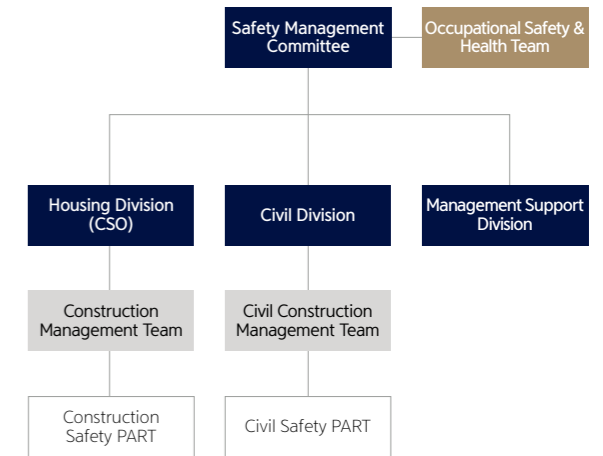 Safety Management
Committee
Occupational Safety &
Health Team
Housing Division
(CSO)
Civil Division
Management Support
Division
Construction
Management Team
Civil Construction
Management Team
Construction
Safety PART
Civil Safety PART